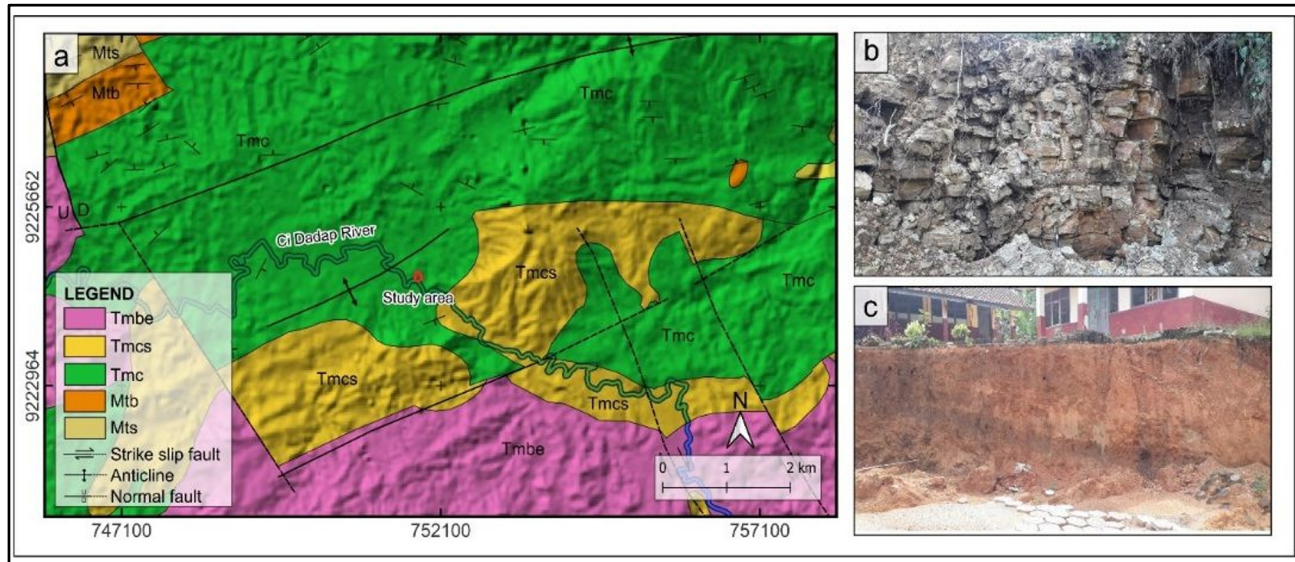 a
Mts
Mtb
Tmc
Tmc
U D
Ci Dadap River
Tmcs
Tmc
Study area
Tmc
Tmcs
Tmcs
Tmbe
N
0 1 2 km
9225662
9222964
747100 752100 757100
LEGEND
Tmbe
Tmcs
Tmc
Mtb
Mts
Strike slip fault
Anticline
Normal fault
b
c